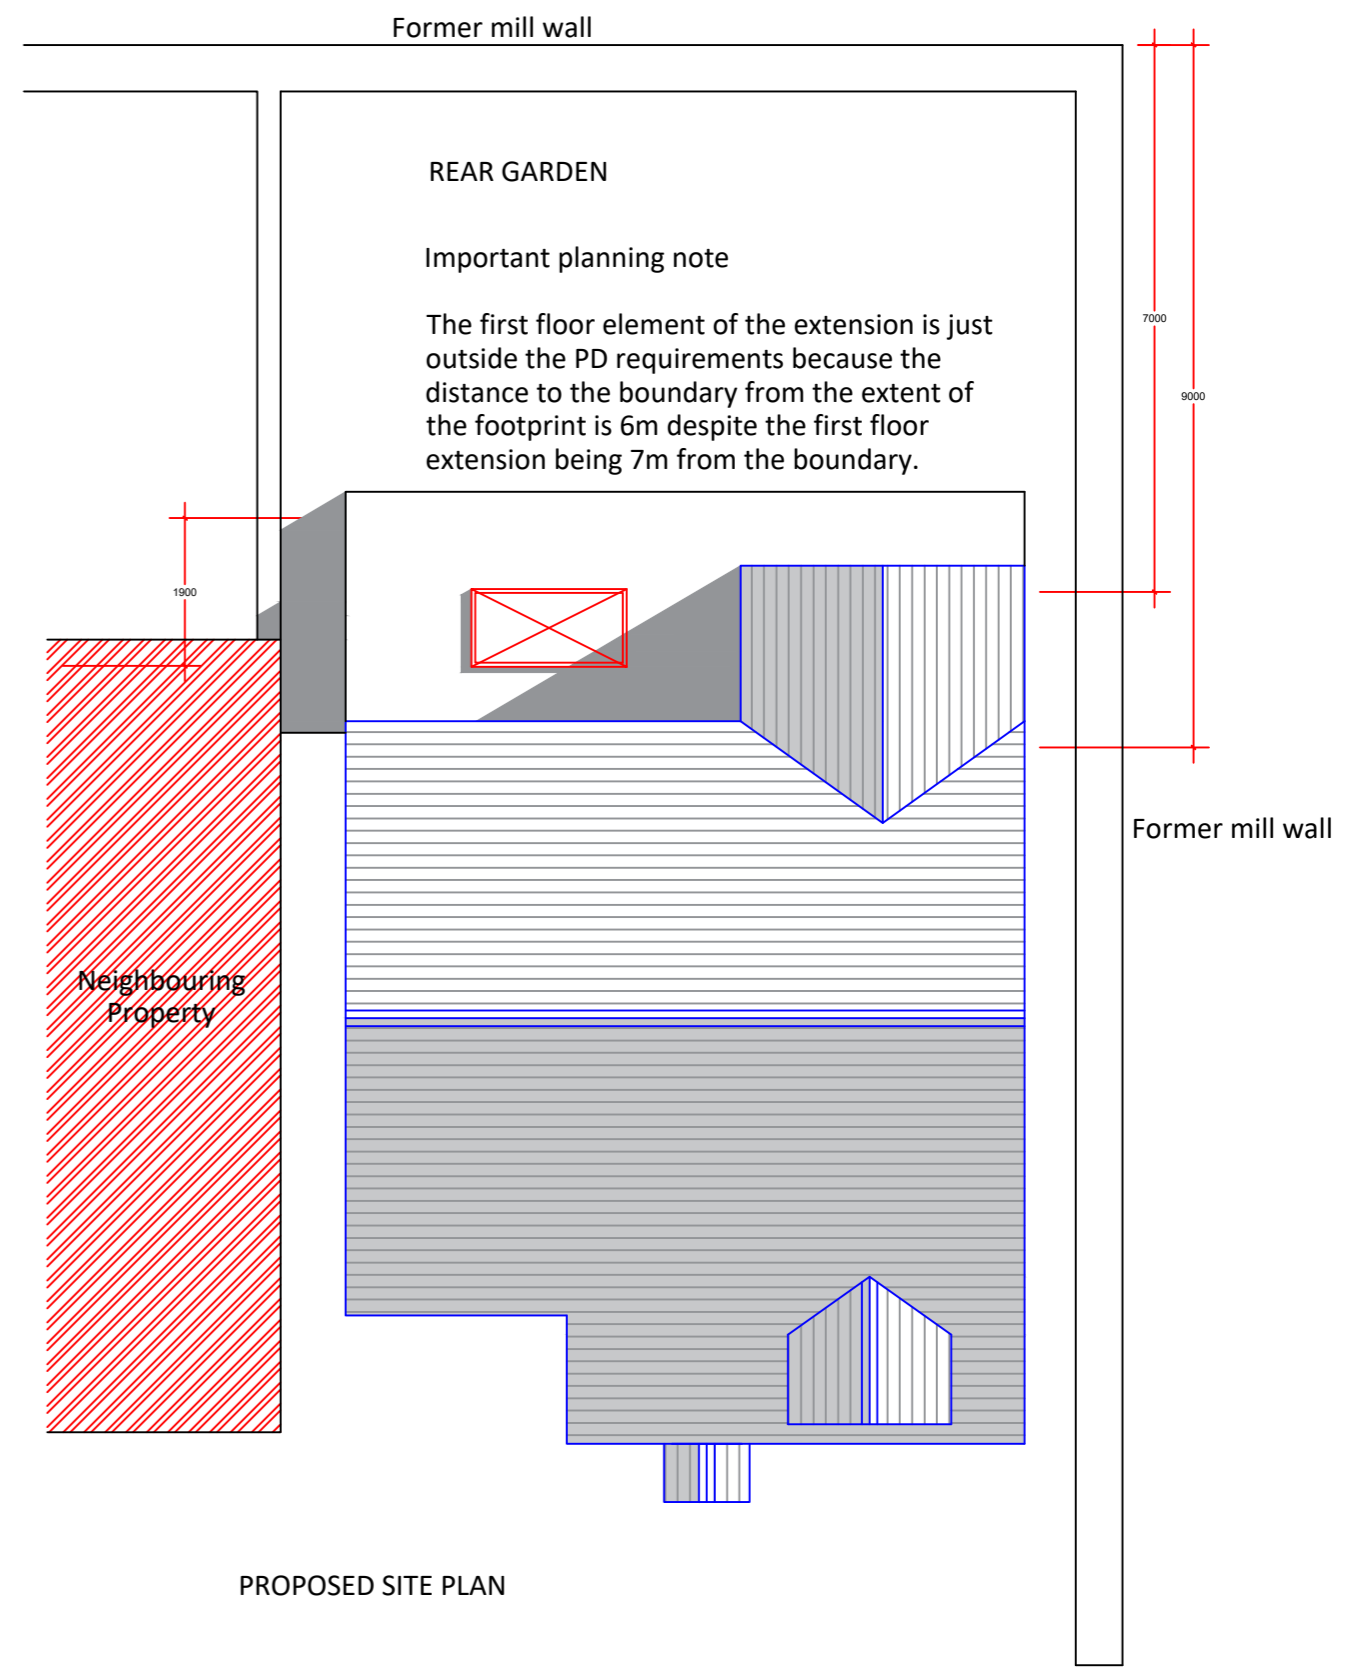 Former mill wall
REAR GARDEN
Important planning note
The first floor element of the extension is just
outside the PD requirements because the
distance to the boundary from the extent of
the footprint is 6m despite the first floor
extension being 7m from the boundary.
7000
9000
1900
Former mill wall
Neighbouring
Property
PROPOSED SITE PLAN